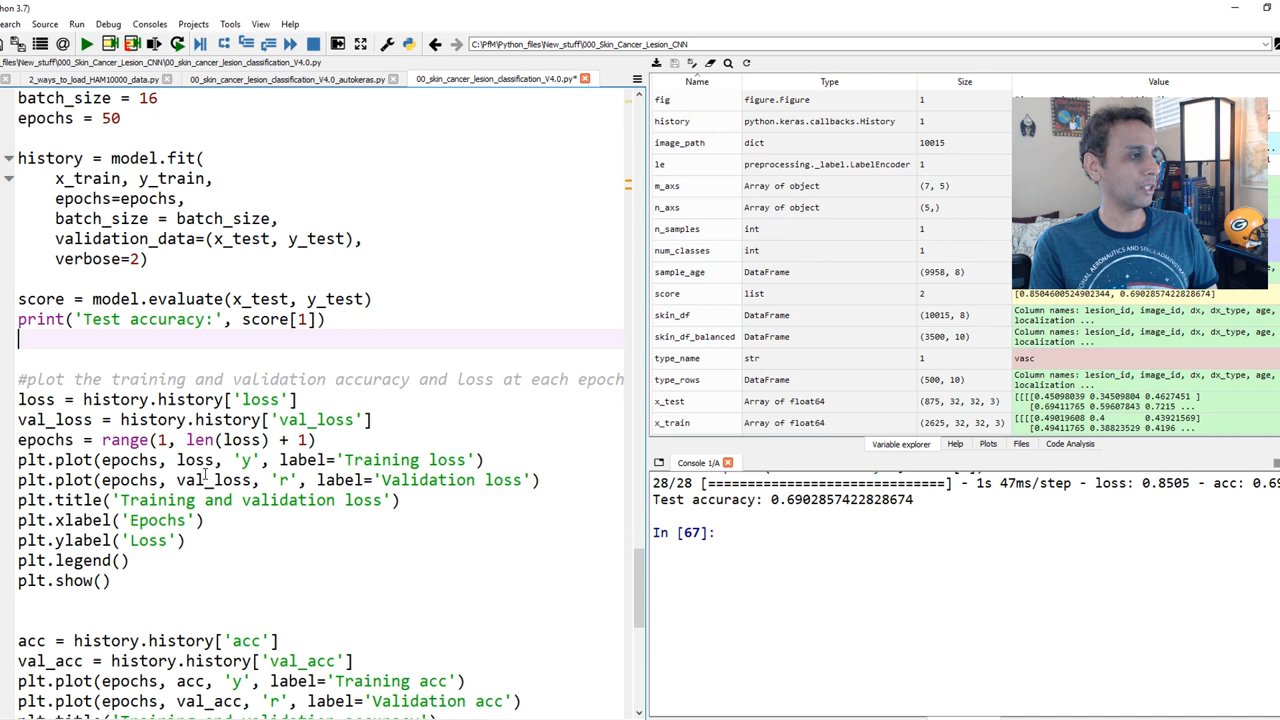 hon 3.7)
earch Source Run Debug Consoles Projects Tools View Help
C:\PfM\Python_files\New_stuff\000_Skin_Cancer_Lesion_CNN
_files\New_stuff\000_Skin_Cancer_Lesion_CNN\00_skin_cancer_lesion_classification_V4.0.py
2_ways_to_load_HAM10000_data.py 00_skin_cancer_lesion_classification_V4.0_autokeras.py 00_skin_cancer_lesion_classification_V4.0.py*
batch_size = 16
epochs = 50
history = model.fit(
x_train, y_train,
epochs=epochs,
batch_size = batch_size,
validation_data=(x_test, y_test),
verbose=2)
score = model.evaluate(x_test, y_test)
print('Test accuracy:', score[1])
#plot the training and validation accuracy and loss at each epoch
loss = history.history['loss']
val_loss = history.history['val_loss']
epochs = range(1, len(loss) + 1)
plt.plot(epochs, loss, 'y', label='Training loss')
plt.plot(epochs, val_loss, 'r', label='Validation loss')
plt.title('Training and validation loss')
plt.xlabel('Epochs')
plt.ylabel('Loss')
plt.legend()
plt.show()
acc = history.history['acc']
val_acc = history.history['val_acc']
plt.plot(epochs, acc, 'y', label='Training acc')
plt.plot(epochs, val_acc, 'r', label='Validation acc')
plt.title('Training and validation accuracy')
Name Type Size Value
fig figure.Figure 1
history python.keras.callbacks.History 1
image_path dict 10015
le preprocessing._label.LabelEncoder 1
m_axs Array of object (7, 5)
n_axs Array of object (5,)
n_samples int 1
num_classes int 1
sample_age DataFrame (9958, 8)
score list 2 [0.8504600524902344, 0.6902857422828674]
skin_df DataFrame (10015, 8) Column names: lesion_id, image_id, dx, dx_type, age,
localization ...
skin_df_balanced DataFrame (3500, 10) Column names: lesion_id, image_id, dx, dx_type, age,
localization ...
type_name str 1 vasc
type_rows DataFrame (500, 10) Column names: lesion_id, image_id, dx, dx_type, age,
localization ...
x_test Array of float64 (875, 32, 32, 3) [[[[0.45098039 0.34509804 0.4627451 ]
[0.69411765 0.59607843 0.7215 ...
x_train Array of float64 (2625, 32, 32, 3) [[[[0.49019608 0.4 0.43921569]
[0.49411765 0.38823529 0.4196 ...
Variable explorer Help Plots Files Code Analysis
Console 1/A
28/28 [==============================] - 1s 47ms/step - loss: 0.8505 - acc: 0.69
Test accuracy: 0.6902857422828674
In [67]: